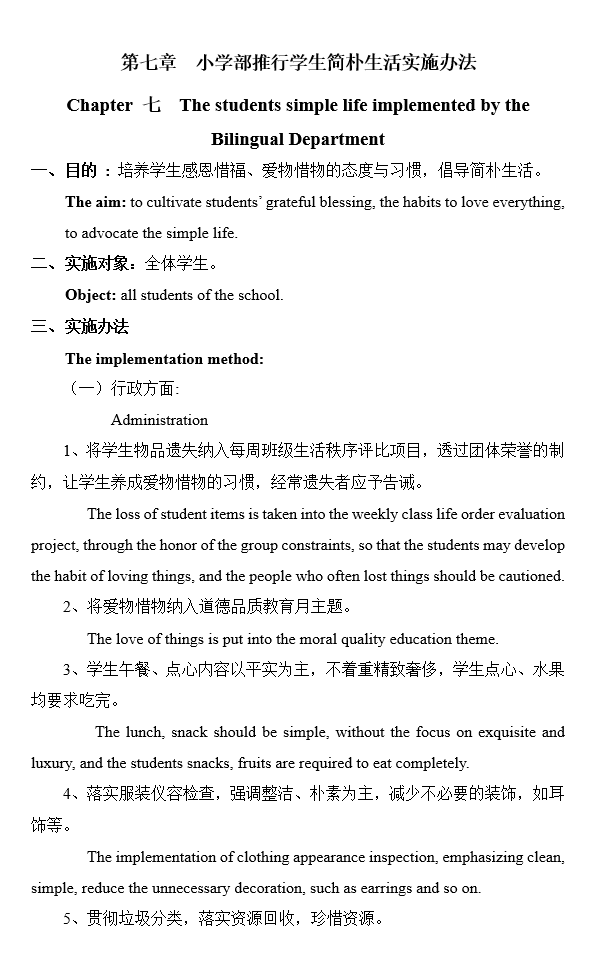 第七章　小学部推行学生简朴生活实施办法
Chapter 七　The students simple life implemented by the
Bilingual Department
一、目的 ：培养学生感恩惜福、爱物惜物的态度与习惯，倡导简朴生活。
The aim: to cultivate students’ grateful blessing, the habits to love everything,
to advocate the simple life.
二、实施对象：全体学生。
Object: all students of the school.
三、实施办法
The implementation method:
（一）行政方面:
Administration
1、将学生物品遗失纳入每周班级生活秩序评比项目，透过团体荣誉的制
约，让学生养成爱物惜物的习惯，经常遗失者应予告诫。
The loss of student items is taken into the weekly class life order evaluation
project, through the honor of the group constraints, so that the students may develop
the habit of loving things, and the people who often lost things should be cautioned.
2、将爱物惜物纳入道德品质教育月主题。
The love of things is put into the moral quality education theme.
3、学生午餐、点心内容以平实为主，不着重精致奢侈，学生点心、水果
均要求吃完。
The lunch, snack should be simple, without the focus on exquisite and
luxury, and the students snacks, fruits are required to eat completely.
4、落实服装仪容检查，强调整洁、朴素为主，减少不必要的装饰，如耳
饰等。
The implementation of clothing appearance inspection, emphasizing clean,
simple, reduce the unnecessary decoration, such as earrings and so on.
5、贯彻垃圾分类，落实资源回收，珍惜资源。